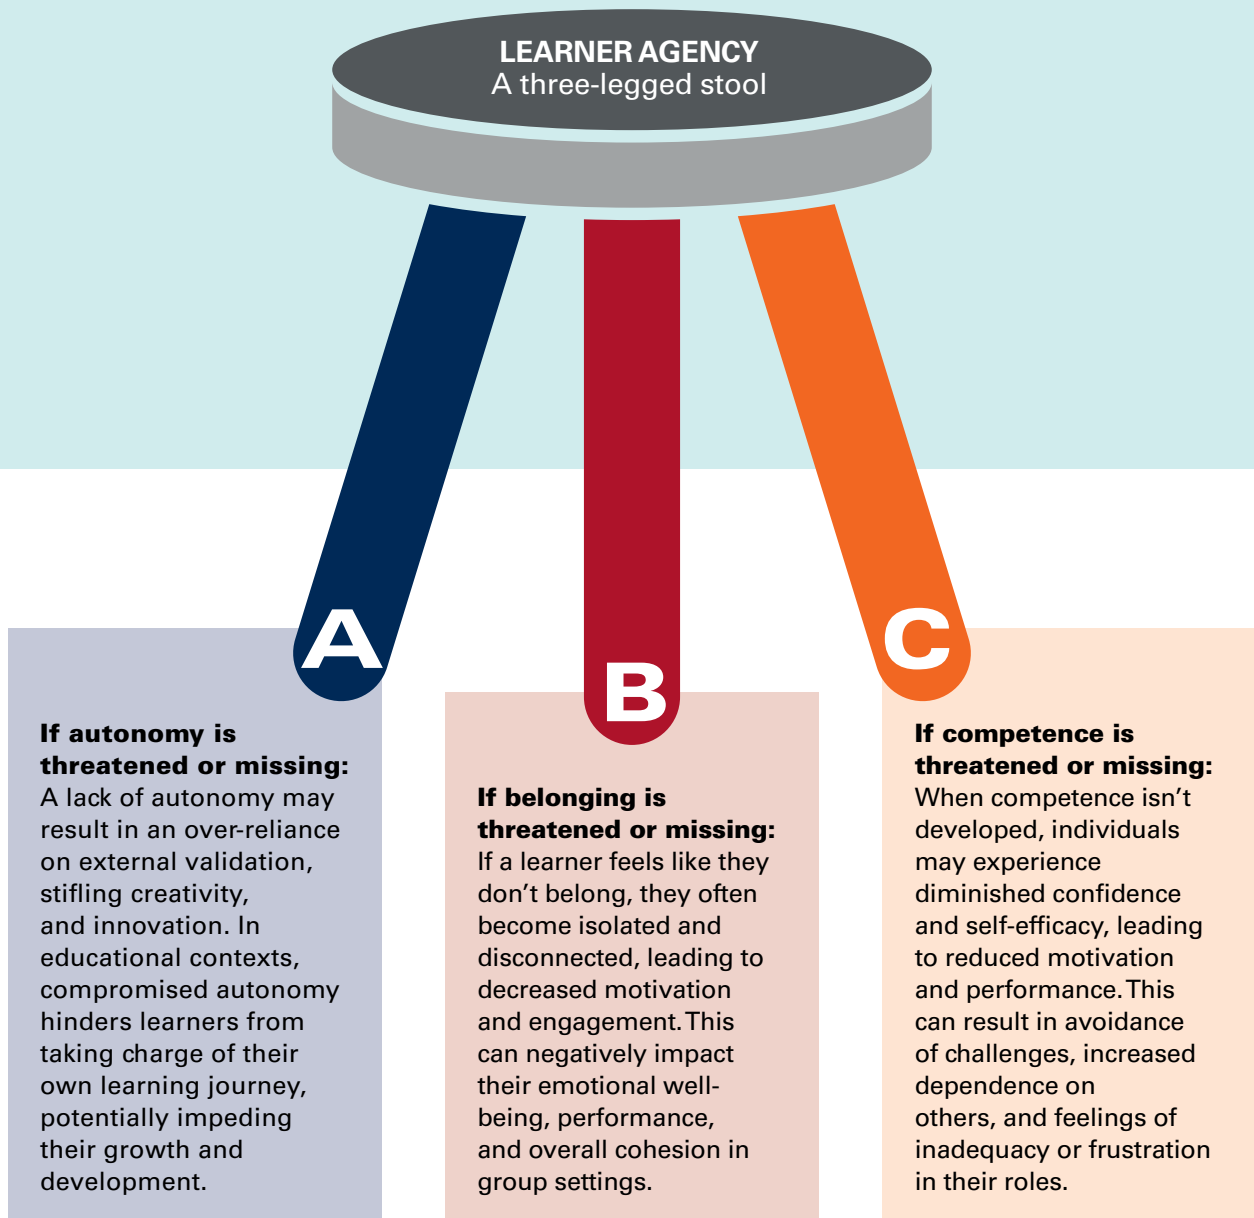 LEARNER AGENCY
A three-legged stool
A
If autonomy is
threatened or missing:
A lack of autonomy may
result in an over-reliance
on external validation,
stifling creativity,
and innovation. In
educational contexts,
compromised autonomy
hinders learners from
taking charge of their
own learning journey,
potentially impeding
their growth and
development.
B
If belonging is
threatened or missing:
If a learner feels like they
don’t belong, they often
become isolated and
disconnected, leading to
decreased motivation
and engagement. This
can negatively impact
their emotional well-
being, performance,
and overall cohesion in
group settings.
C
If competence is
threatened or missing:
When competence isn’t
developed, individuals
may experience
diminished confidence
and self-efficacy, leading
to reduced motivation
and performance. This
can result in avoidance
of challenges, increased
dependence on
others, and feelings of
inadequacy or frustration
in their roles.